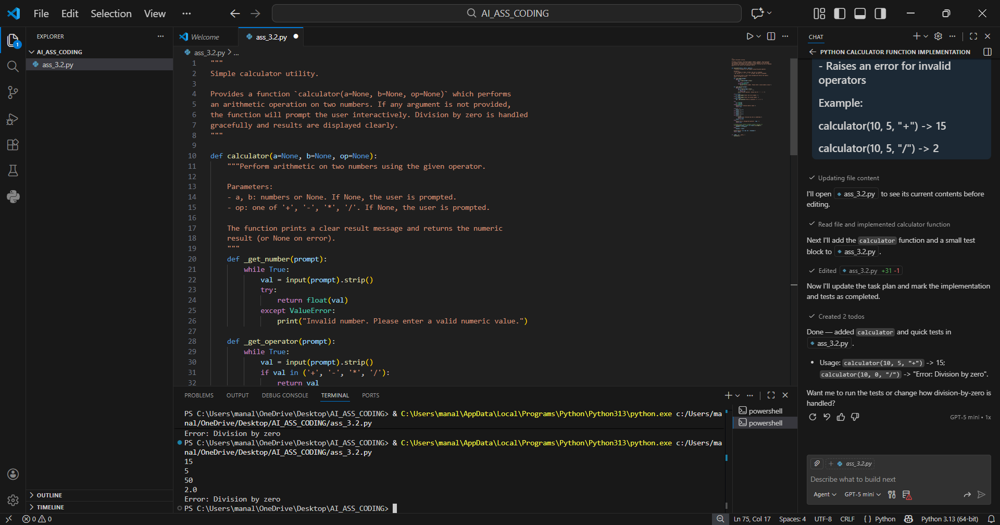 File Edit Selection View ···
AI_ASS_CODING
EXPLORER
AI_ASS_CODING
ass_3.2.py
OUTLINE
TIMELINE
Welcome
ass_3.2.py
ass_3.2.py > ...
1 """
2 Simple calculator utility.
3
4 Provides a function `calculator(a=None, b=None, op=None)` which performs
5 an arithmetic operation on two numbers. If any argument is not provided,
6 the function will prompt the user interactively. Division by zero is handled
7 gracefully and results are displayed clearly.
8 """
9
10 def calculator(a=None, b=None, op=None):
11 """Perform arithmetic on two numbers using the given operator.
12
13 Parameters:
14 - a, b: numbers or None. If None, the user is prompted.
15 - op: one of '+', '-', '*', '/'. If None, the user is prompted.
16
17 The function prints a clear result message and returns the numeric
18 result (or None on error).
19 """
20 def _get_number(prompt):
21 while True:
22 val = input(prompt).strip()
23 try:
24 return float(val)
25 except ValueError:
26 print("Invalid number. Please enter a valid numeric value.")
27
28 def _get_operator(prompt):
29 while True:
30 val = input(prompt).strip()
31 if val in ('+', '-', '*', '/'):
32 return val
PROBLEMS OUTPUT DEBUG CONSOLE TERMINAL PORTS
PS C:\Users\manal\OneDrive\Desktop\AI_ASS_CODING> & C:\Users\manal\AppData\Local\Programs\Python\Python313\python.exe c:/Users/ma
nal/OneDrive/Desktop/AI_ASS_CODING/ass_3.2.py
Error: Division by zero
PS C:\Users\manal\OneDrive\Desktop\AI_ASS_CODING> & C:\Users\manal\AppData\Local\Programs\Python\Python313\python.exe c:/Users/ma
nal/OneDrive/Desktop/AI_ASS_CODING/ass_3.2.py
15
5
50
2.0
Error: Division by zero
PS C:\Users\manal\OneDrive\Desktop\AI_ASS_CODING>
powershell
powershell
CHAT
PYTHON CALCULATOR FUNCTION IMPLEMENTATION
- Raises an error for invalid
operators
Example:
calculator(10, 5, "+") -> 15
calculator(10, 5, "/") -> 2
Updating file content
I'll open ass_3.2.py to see its current contents before
editing.
Read file and implemented calculator function
Next I'll add the calculator function and a small test
block to ass_3.2.py .
Edited ass_3.2.py +31 -1
Now I'll update the task plan and mark the implementation
and tests as completed.
Created 2 todos
Done — added calculator and quick tests in
ass_3.2.py .
• Usage: calculator(10, 5, "+") -> 15;
calculator(10, 0, "/") -> "Error: Division by zero".
Want me to run the tests or change how division-by-zero is
handled?
GPT-5 mini • 1x
+ ass_3.2.py
Describe what to build next
Agent GPT-5 mini
1
0 0
Ln 75, Col 17 Spaces: 4 UTF-8 CRLF { } Python Python 3.13 (64-bit)